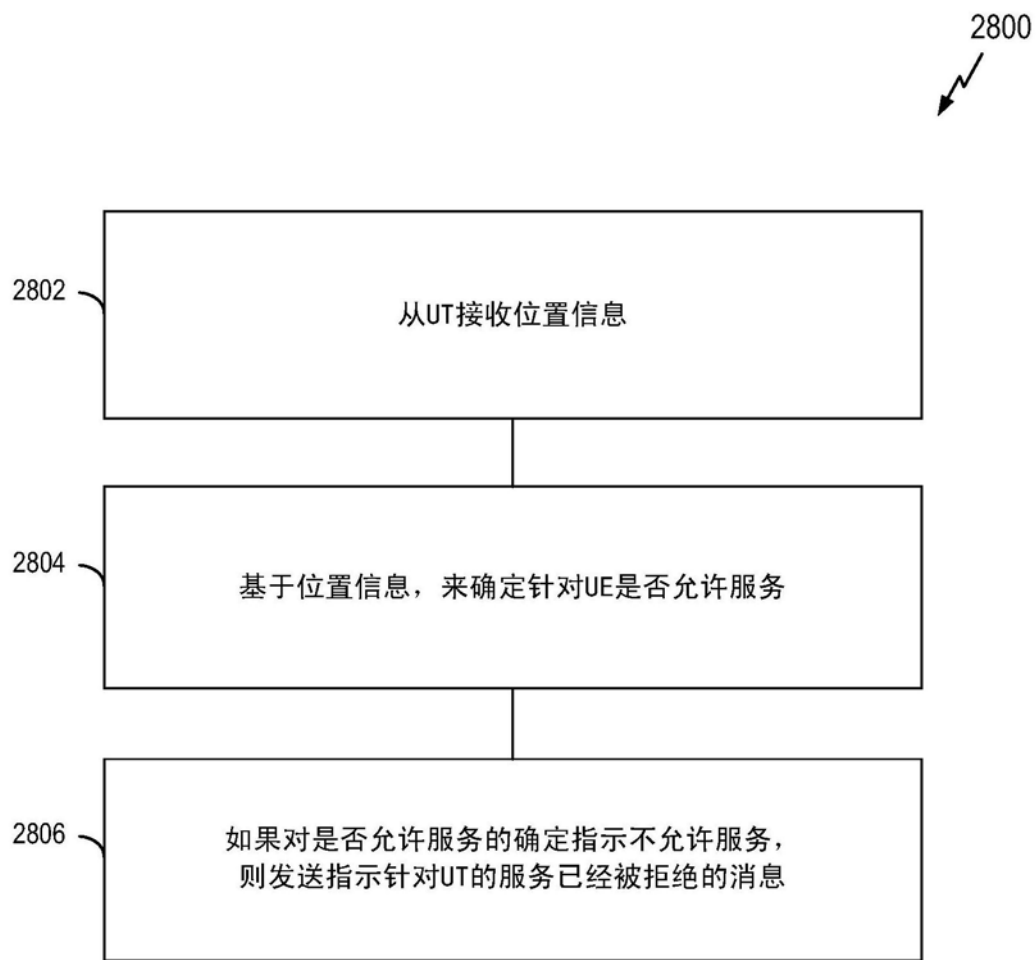 2800
2802
从UT接收位置信息
2804
基于位置信息，来确定针对UE是否允许服务
2806
如果对是否允许服务的确定指示不允许服务，
则发送指示针对UT的服务已经被拒绝的消息